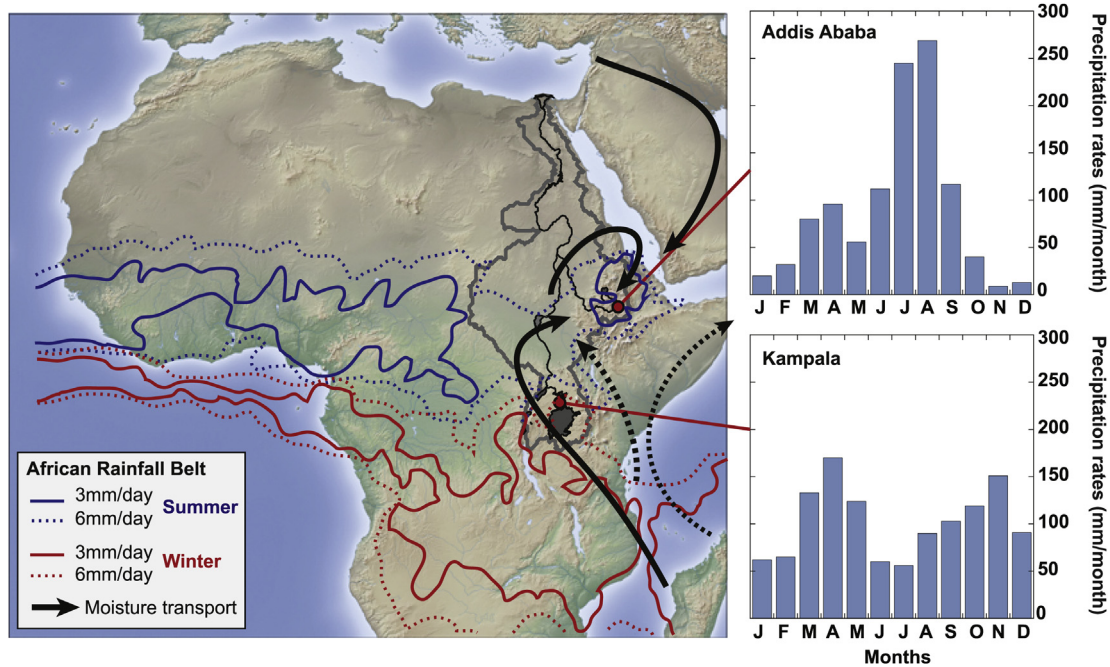 Addis Ababa
300
250
200
150
100
50
0
Precipitation rates (mm/month)
J F M A M J J A S O N D
Kampala
300
250
200
150
100
50
0
Precipitation rates (mm/month)
J F M A M J J A S O N D
Months
African Rainfall Belt
3mm/day
6mm/day
Summer
3mm/day
6mm/day
Winter
Moisture transport